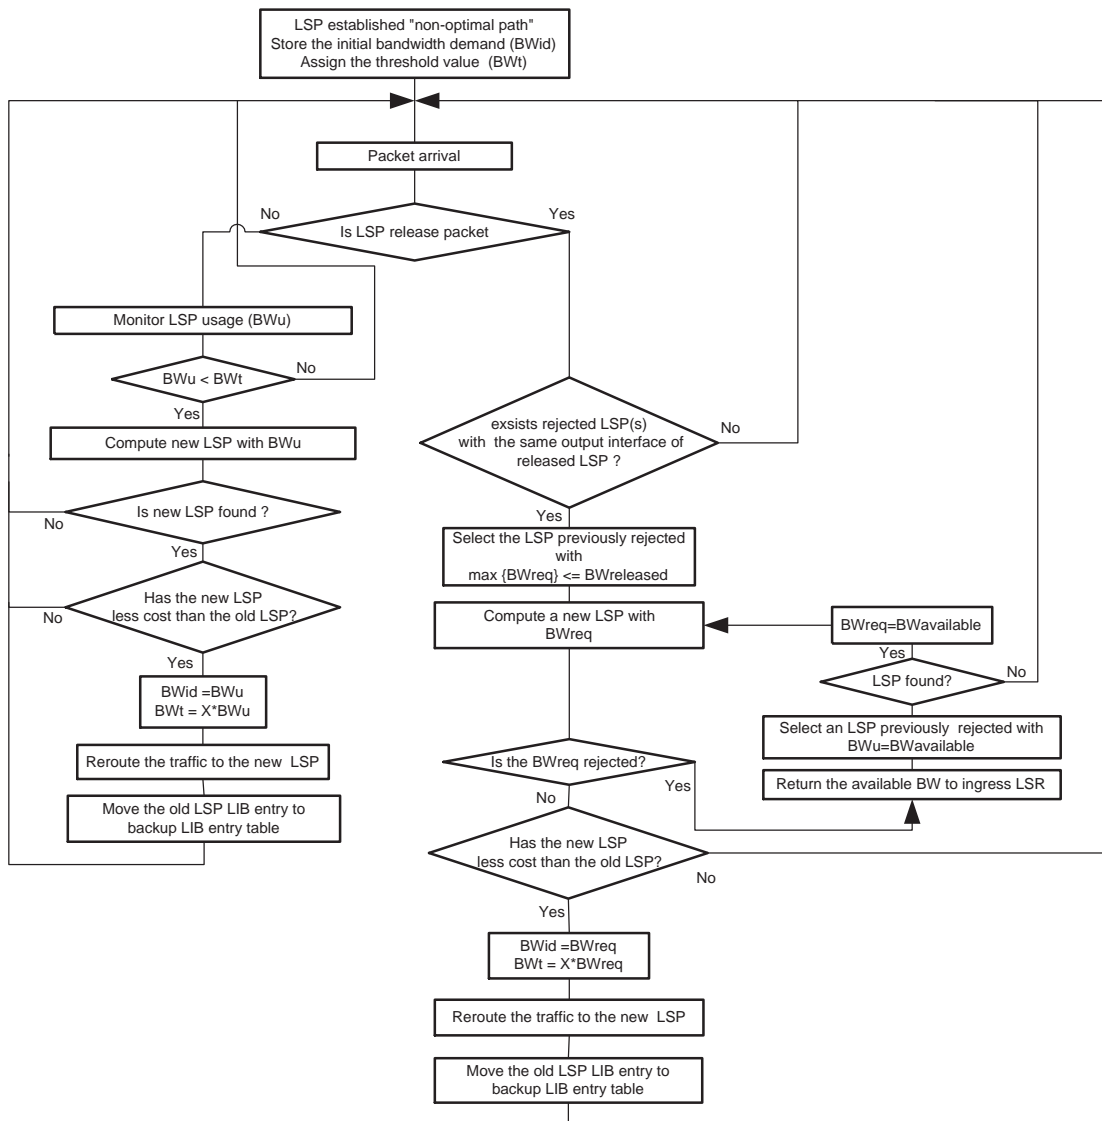 LSP established "non-optimal path"
Store the initial bandwidth demand (BWid)
Assign the threshold value (BWt)
Packet arrival
No
Yes
Is LSP release packet
Monitor LSP usage (BWu)
BWu < BWt
No
Yes
Compute new LSP with BWu
Is new LSP found ?
No
Yes
Has the new LSP
less cost than the old LSP?
No
Yes
BWid =BWu
BWt = X*BWu
Reroute the traffic to the new LSP
Move the old LSP LIB entry to
backup LIB entry table
exsists rejected LSP(s)
with the same output interface of
released LSP ?
No
Yes
Select the LSP previously rejected
with
max {BWreq} <= BWreleased
Compute a new LSP with
BWreq
BWreq=BWavailable
Yes
LSP found?
No
Select an LSP previously rejected with
BWu=BWavailable
Return the available BW to ingress LSR
Is the BWreq rejected?
Yes
No
Has the new LSP
less cost than the old LSP?
No
Yes
BWid =BWreq
BWt = X*BWreq
Reroute the traffic to the new LSP
Move the old LSP LIB entry to
backup LIB entry table